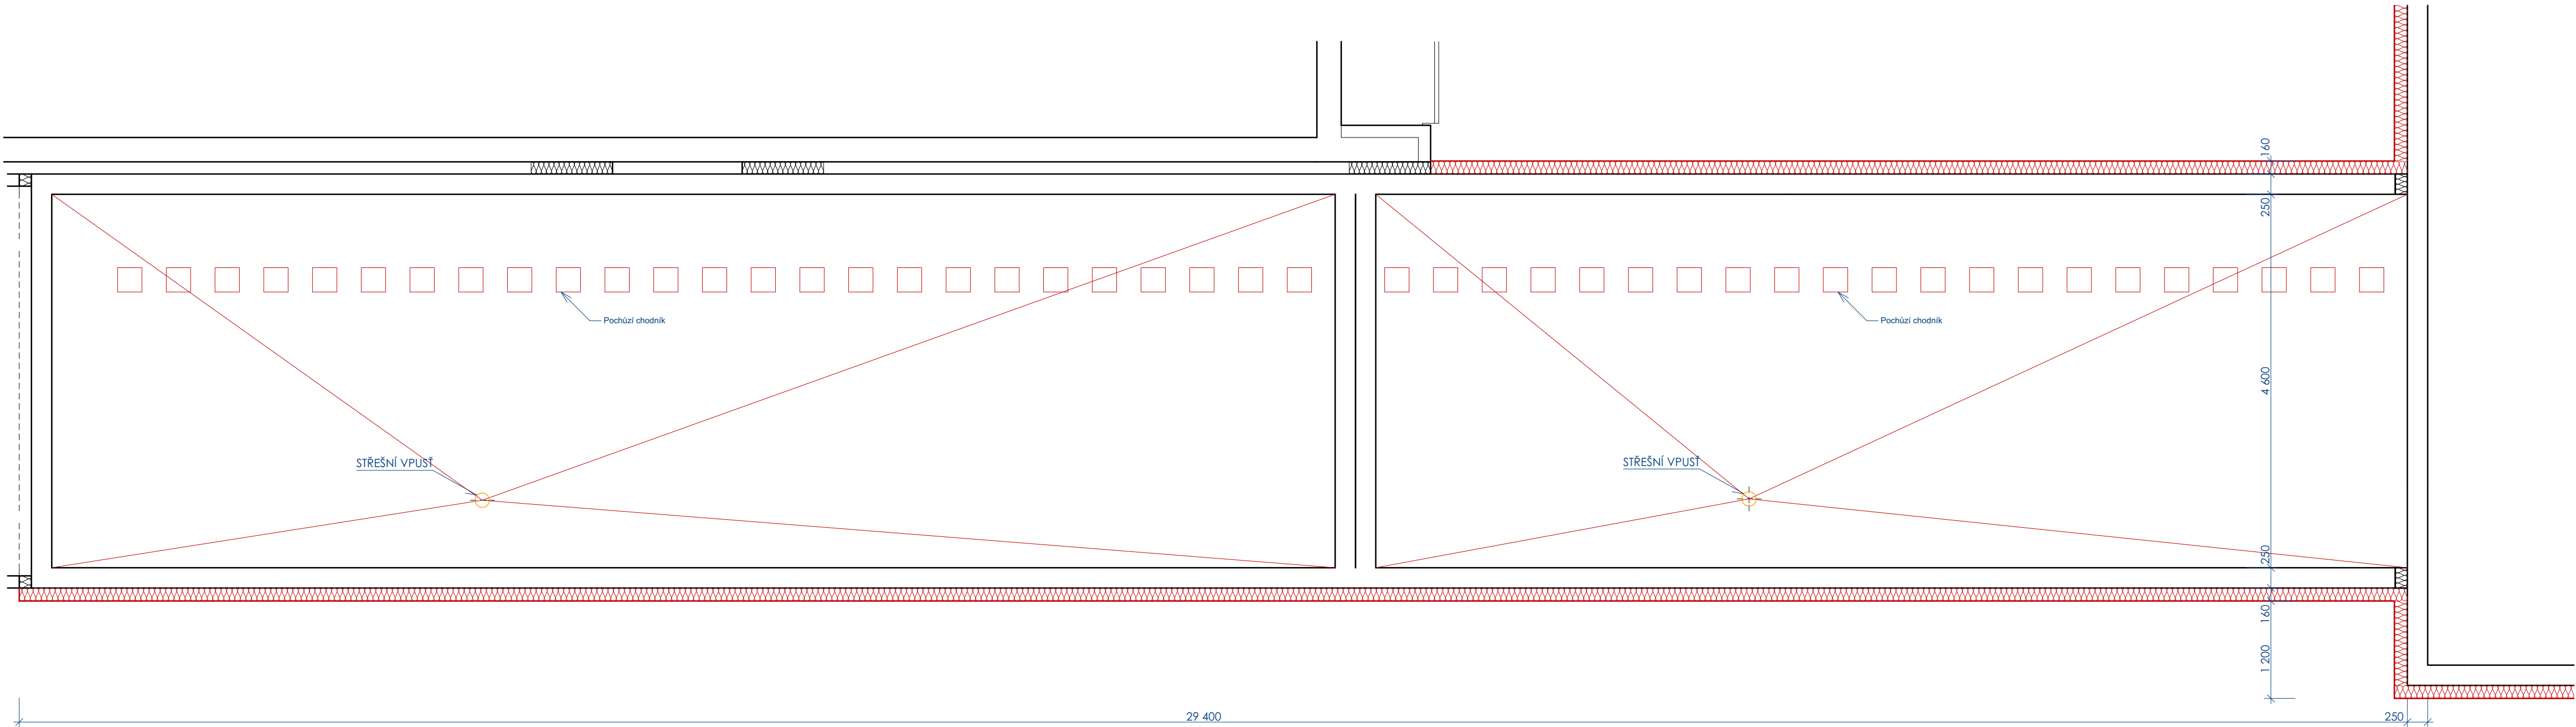 160
250
Pochůzí chodník
Pochůzí chodník
4 600
STŘEŠNÍ VPUSŤ
STŘEŠNÍ VPUSŤ
250
160
1 200
29 400
250